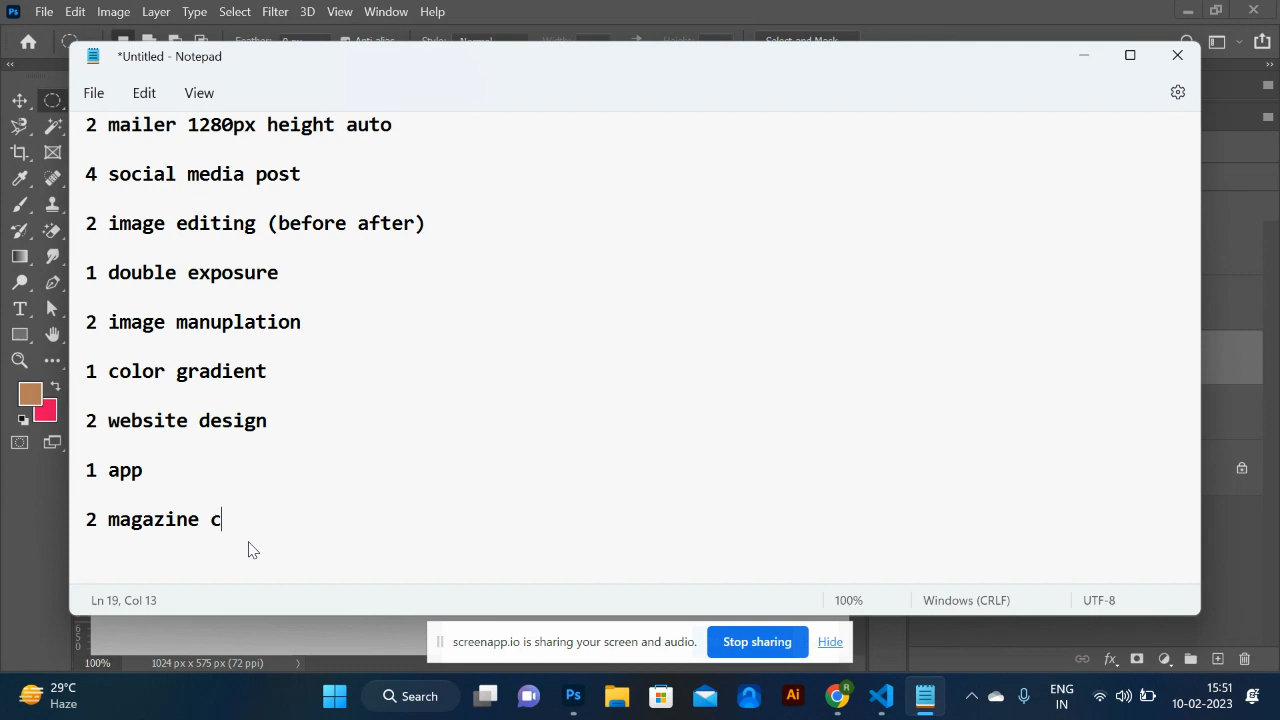 File Edit Image Layer Type Select Filter 3D View Window Help
*Untitled - Notepad
File Edit View
2 mailer 1280px height auto
4 social media post
2 image editing (before after)
1 double exposure
2 image manuplation
1 color gradient
2 website design
1 app
2 magazine c
Ln 19, Col 13 100% Windows (CRLF) UTF-8
screenapp.io is sharing your screen and audio. Stop sharing Hide
100% 1024 px x 575 px (72 ppi)
29°C
Haze
Search
ENG
IN
15:51
10-02-2023